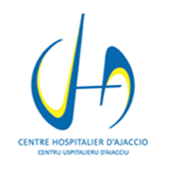 CENTRE HOSPITALIER D'AJACCIO
CENTRU USPITALIERU D'AIACCIU